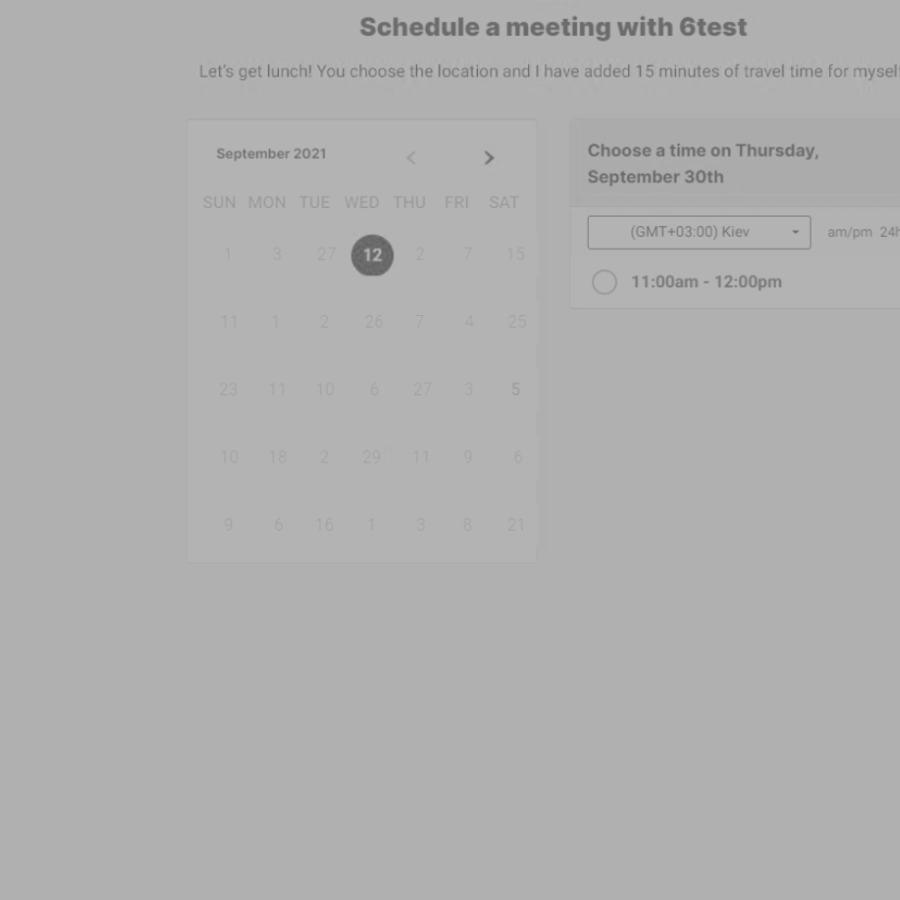 Schedule a meeting with 6test
Let's get lunch! You choose the location and I have added 15 minutes of travel time for mysel
September 2021
SUN MON TUE WED THU FRI SAT
1 3 27 12 2 7 15
11 1 2 26 7 4 25
23 11 10 6 27 3 5
10 18 2 29 11 9 6
9 6 16 1 3 8 21
Choose a time on Thursday,
September 30th
(GMT+03:00) Kiev am/pm 24h
11:00am - 12:00pm